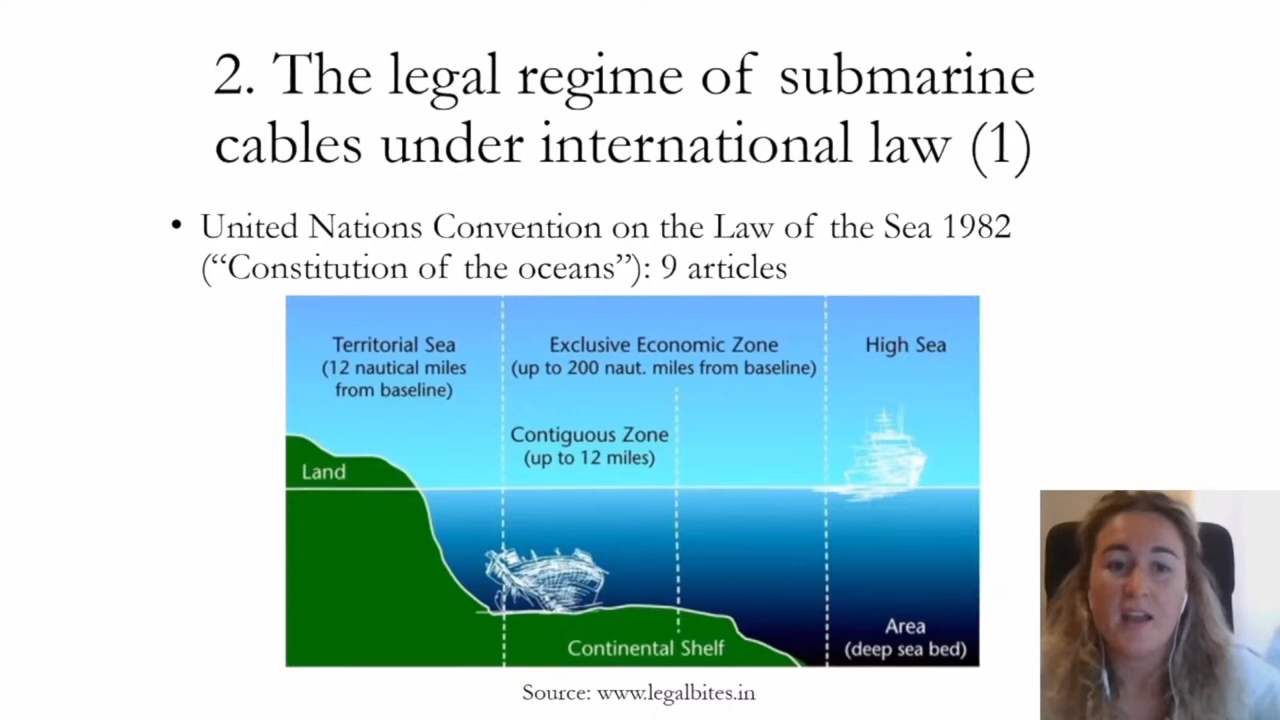 2. The legal regime of submarine
cables under international law (1)
• United Nations Convention on the Law of the Sea 1982
(“Constitution of the oceans”): 9 articles
Territorial Sea
(12 nautical miles
from baseline)
Exclusive Economic Zone
(up to 200 naut. miles from baseline)
High Sea
Contiguous Zone
(up to 12 miles)
Land
Continental Shelf
Area
(deep sea bed)
Source: www.legalbites.in